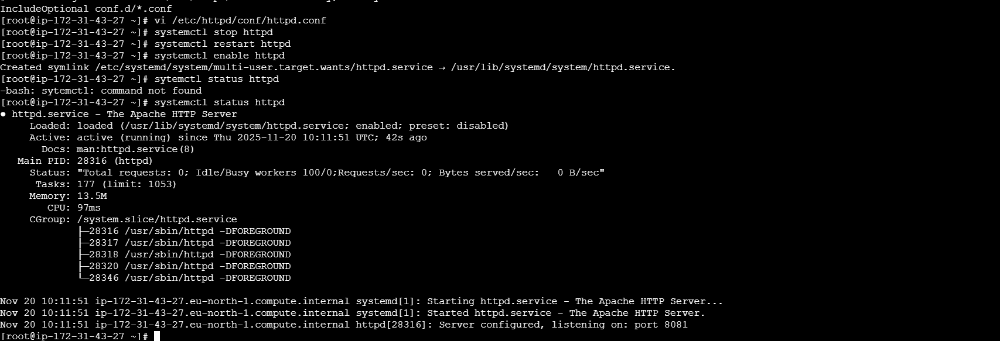 IncludeOptional conf.d/*.conf
[root@ip-172-31-43-27 ~]# vi /etc/httpd/conf/httpd.conf
[root@ip-172-31-43-27 ~]# systemctl stop httpd
[root@ip-172-31-43-27 ~]# systemctl restart httpd
[root@ip-172-31-43-27 ~]# systemctl enable httpd
Created symlink /etc/systemd/system/multi-user.target.wants/httpd.service → /usr/lib/systemd/system/httpd.service.
[root@ip-172-31-43-27 ~]# sytemctl status httpd
-bash: sytemctl: command not found
[root@ip-172-31-43-27 ~]# systemctl status httpd
● httpd.service - The Apache HTTP Server
     Loaded: loaded (/usr/lib/systemd/system/httpd.service; enabled; preset: disabled)
     Active: active (running) since Thu 2025-11-20 10:11:51 UTC; 42s ago
       Docs: man:httpd.service(8)
   Main PID: 28316 (httpd)
     Status: "Total requests: 0; Idle/Busy workers 100/0;Requests/sec: 0; Bytes served/sec:   0 B/sec"
      Tasks: 177 (limit: 1053)
     Memory: 13.5M
        CPU: 97ms
     CGroup: /system.slice/httpd.service
             ├─28316 /usr/sbin/httpd -DFOREGROUND
             ├─28317 /usr/sbin/httpd -DFOREGROUND
             ├─28318 /usr/sbin/httpd -DFOREGROUND
             ├─28320 /usr/sbin/httpd -DFOREGROUND
             └─28346 /usr/sbin/httpd -DFOREGROUND
Nov 20 10:11:51 ip-172-31-43-27.eu-north-1.compute.internal systemd[1]: Starting httpd.service - The Apache HTTP Server...
Nov 20 10:11:51 ip-172-31-43-27.eu-north-1.compute.internal systemd[1]: Started httpd.service - The Apache HTTP Server.
Nov 20 10:11:51 ip-172-31-43-27.eu-north-1.compute.internal httpd[28316]: Server configured, listening on: port 8081
[root@ip-172-31-43-27 ~]#